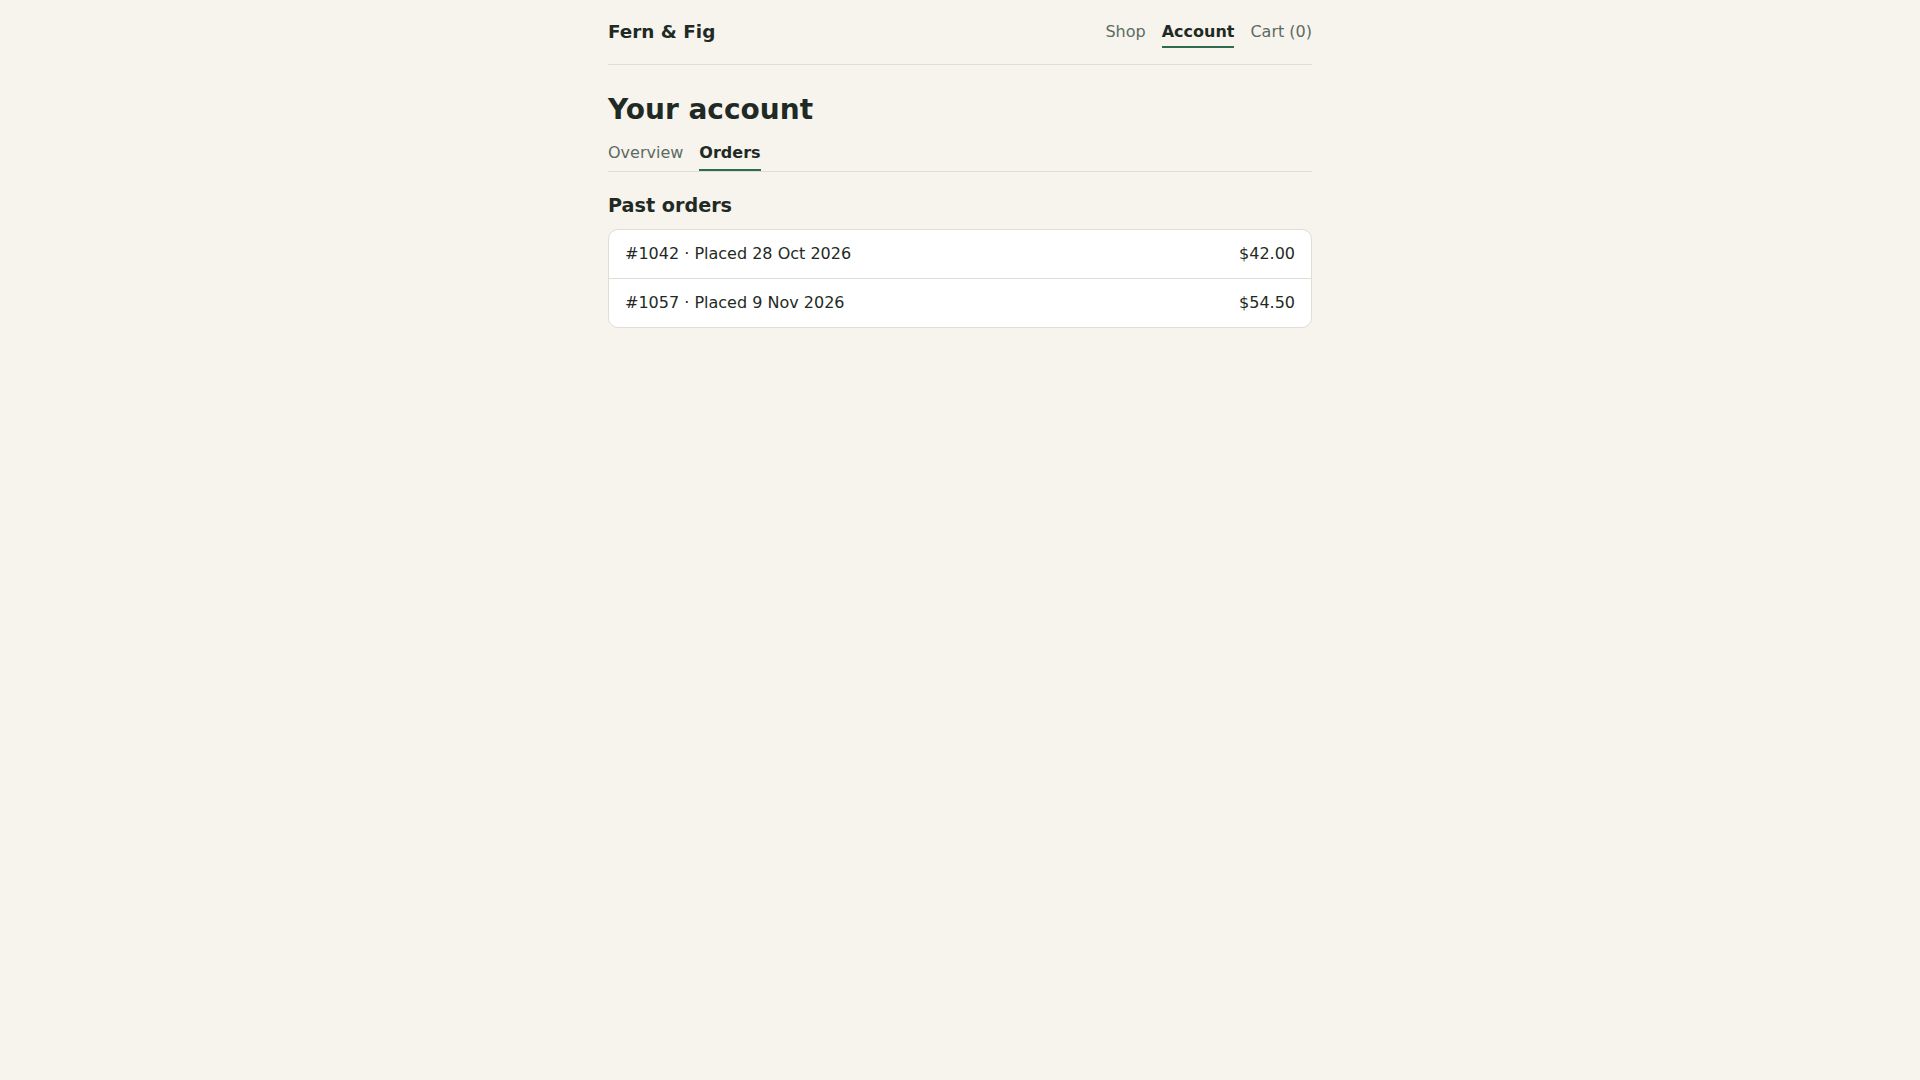 Fern & Fig Shop Account Cart (0)
Your account
Overview Orders
Past orders
#1042 · Placed 28 Oct 2026 $42.00
#1057 · Placed 9 Nov 2026 $54.50